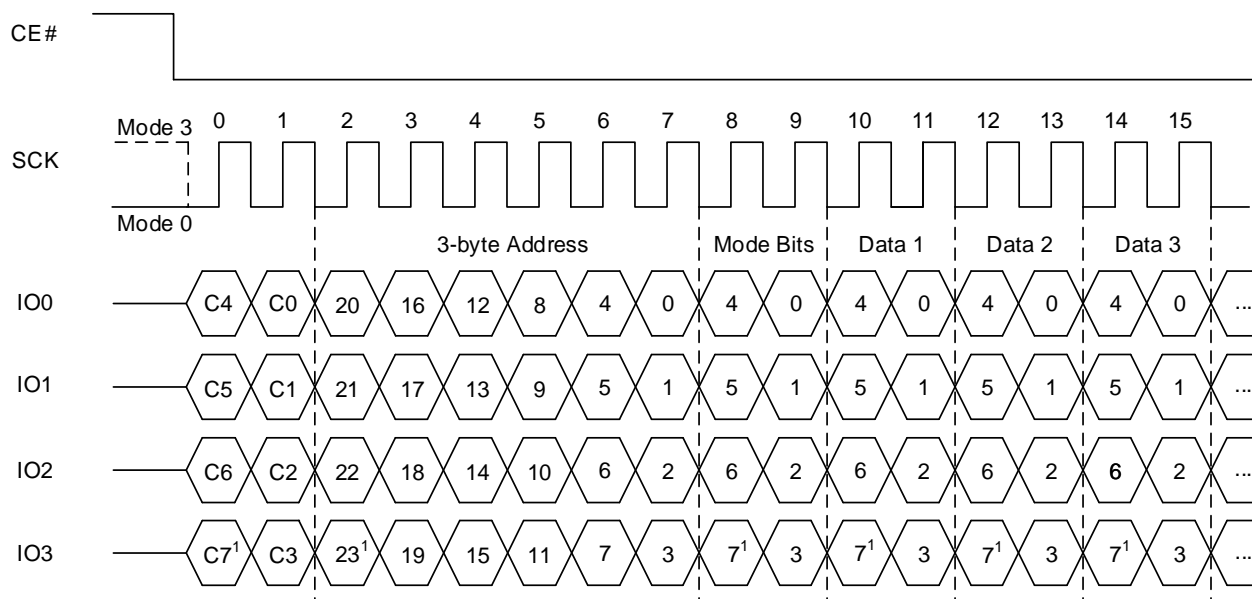 CE#
Mode 3 0 1 2 3 4 5 6 7 8 9 10 11 12 13 14 15
SCK
Mode 0
3-byte Address Mode Bits Data 1 Data 2 Data 3
IO0 C4 C0 20 16 12 8 4 0 4 0 4 0 4 0 4 0 ...
IO1 C5 C1 21 17 13 9 5 1 5 1 5 1 5 1 5 1 ...
IO2 C6 C2 22 18 14 10 6 2 6 2 6 2 6 2 6 2 ...
IO3 C7¹ C3 23¹ 19 15 11 7 3 7¹ 3 7¹ 3 7¹ 3 7¹ 3 ...